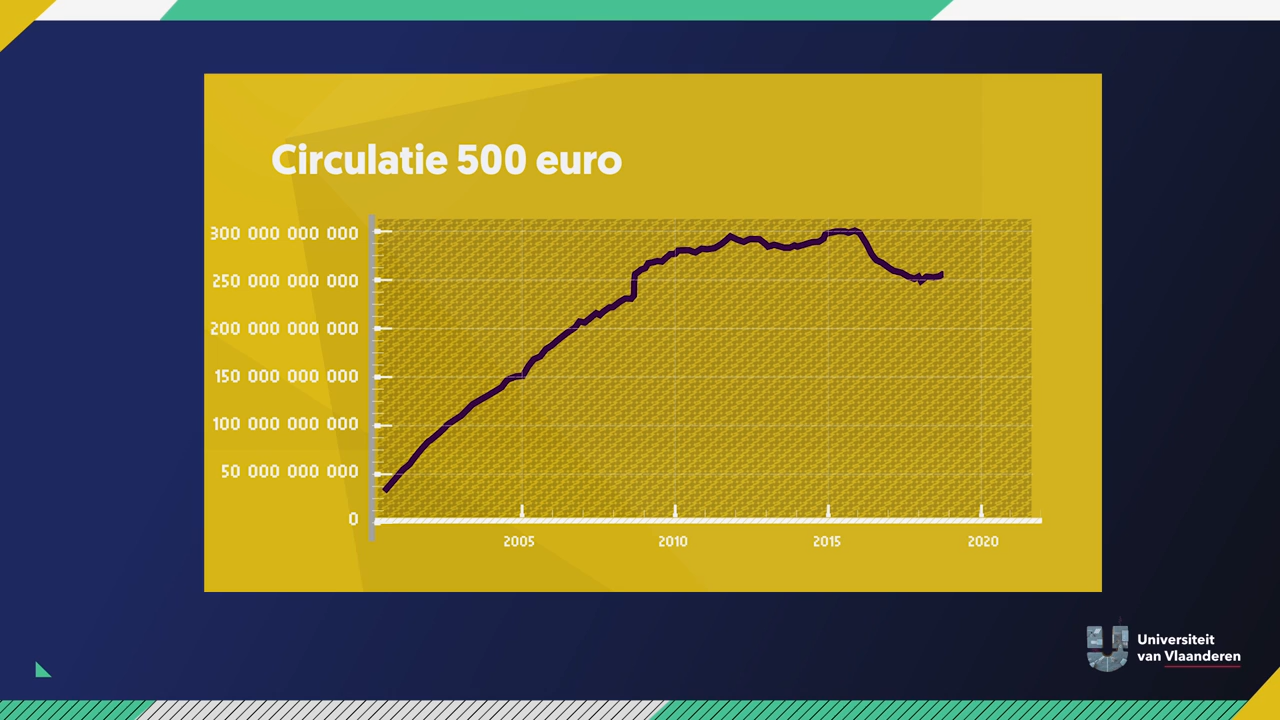 Circulatie 500 euro
300 000 000 000
250 000 000 000
200 000 000 000
150 000 000 000
100 000 000 000
50 000 000 000
0
2005 2010 2015 2020
Universiteit
van Vlaanderen